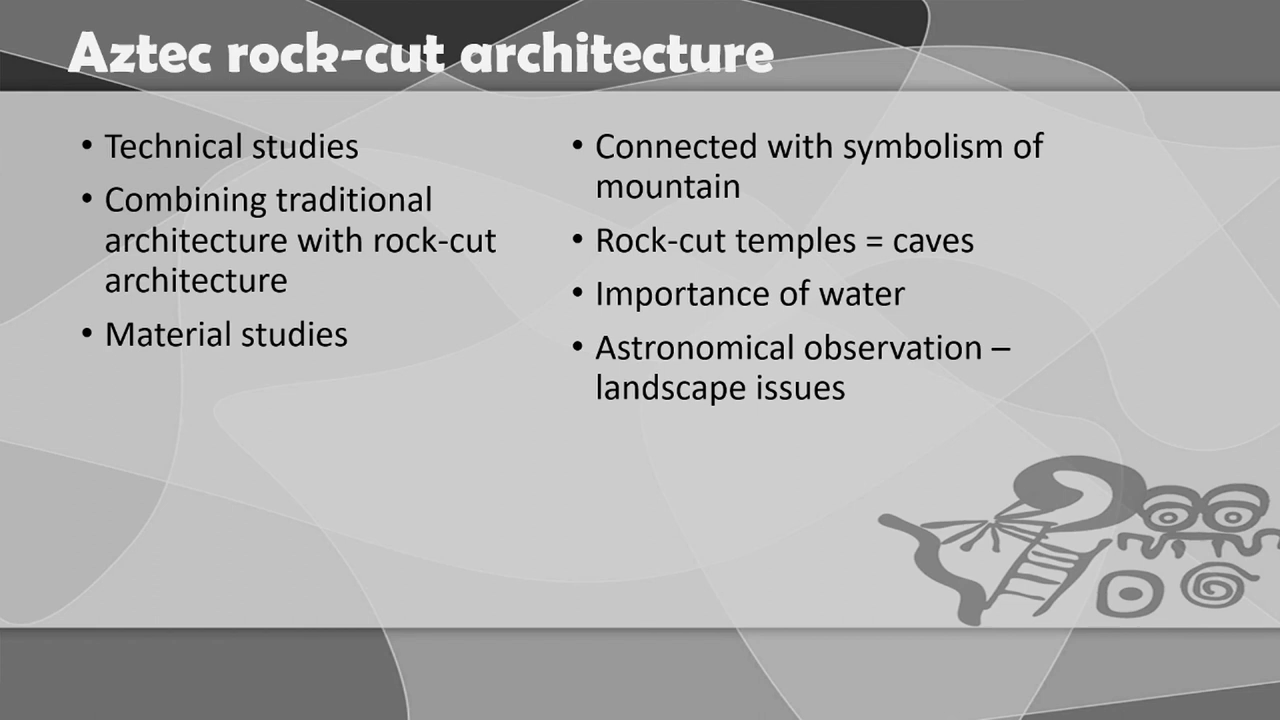 Aztec rock-cut architecture
• Technical studies
• Combining traditional
architecture with rock-cut
architecture
• Material studies
• Connected with symbolism of
mountain
• Rock-cut temples = caves
• Importance of water
• Astronomical observation –
landscape issues